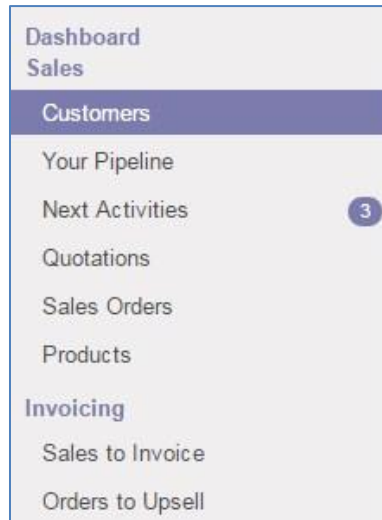 Dashboard
Sales
Customers
Your Pipeline
Next Activities 3
Quotations
Sales Orders
Products
Invoicing
Sales to Invoice
Orders to Upsell